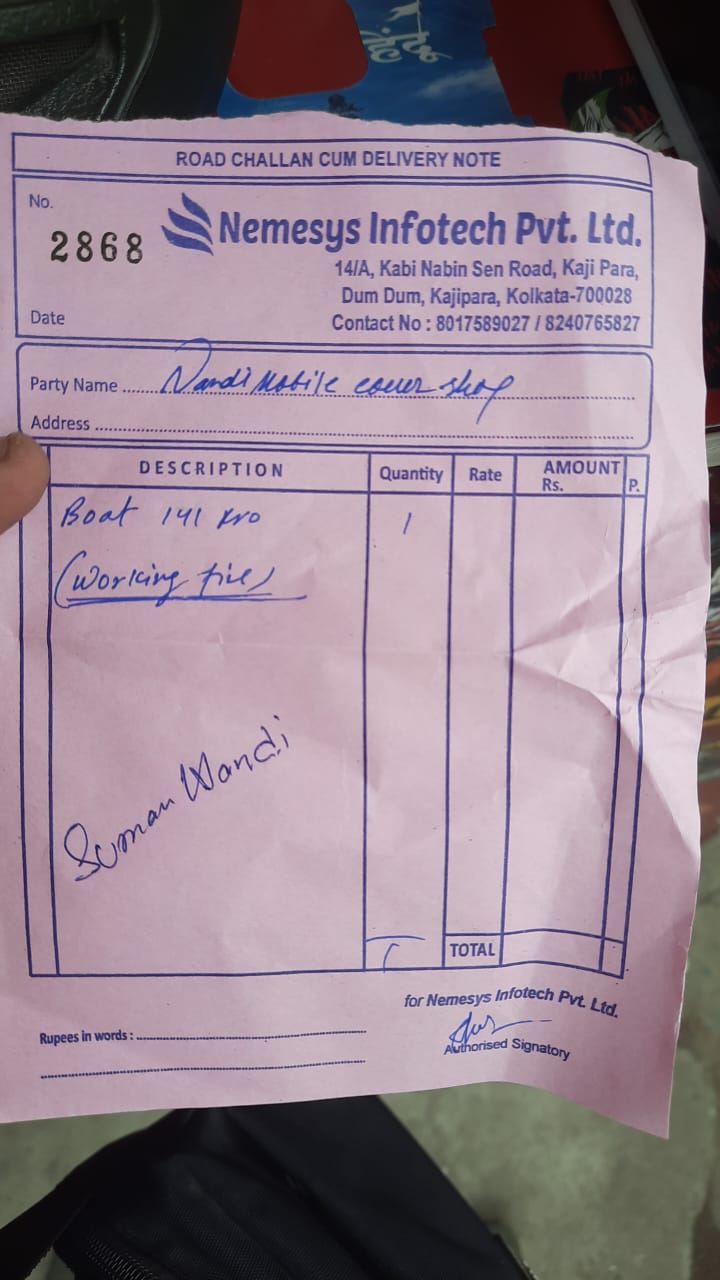 ROAD CHALLAN CUM DELIVERY NOTE
No.
2868
Nemesys Infotech Pvt. Ltd.
14/A, Kabi Nabin Sen Road, Kaji Para,
Dum Dum, Kajipara, Kolkata-700028
Contact No : 8017589027 / 8240765827
Date
Party Name Nandi Mobile cover shop
Address
DESCRIPTION Quantity Rate AMOUNT Rs. P.
Boat 141 pro 1
(Working fine)
Suman Nandi
TOTAL
for Nemesys Infotech Pvt. Ltd.
Rupees in words :
Authorised Signatory